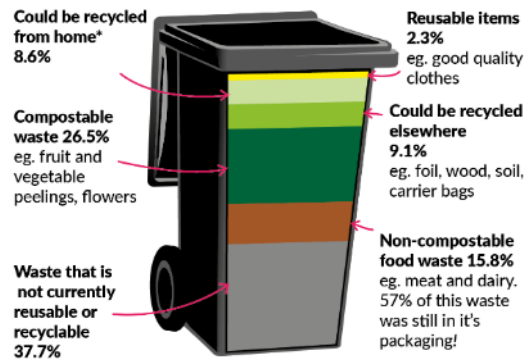 Could be recycled
from home*
8.6%
Compostable
waste 26.5%
eg. fruit and
vegetable
peelings, flowers
Waste that is
not currently
reusable or
recyclable
37.7%
Reusable items
2.3%
eg. good quality
clothes
Could be recycled
elsewhere
9.1%
eg. foil, wood, soil,
carrier bags
Non-compostable
food waste 15.8%
eg. meat and dairy.
57% of this waste
was still in it's
packaging!